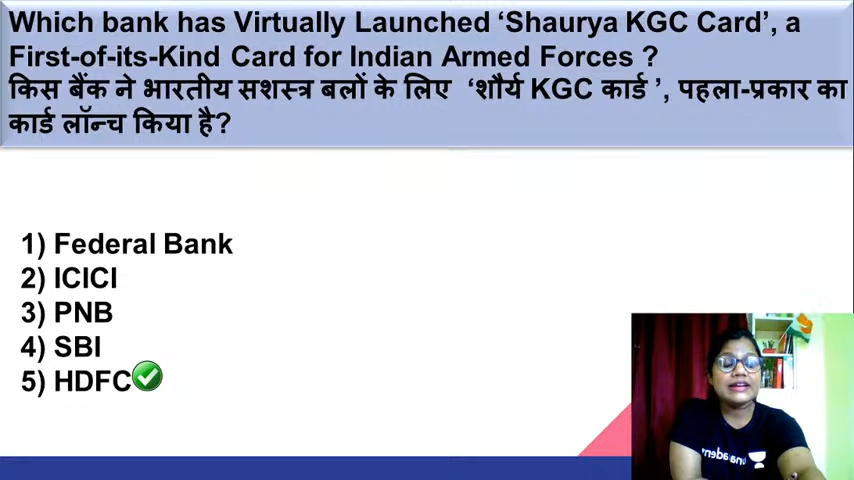 Which bank has Virtually Launched ‘Shaurya KGC Card’, a
First-of-its-Kind Card for Indian Armed Forces ?
किस बैंक ने भारतीय सशस्त्र बलों के लिए ‘शौर्य KGC कार्ड ’, पहला-प्रकार का
कार्ड लॉन्च किया है?
1) Federal Bank
2) ICICI
3) PNB
4) SBI
5) HDFC